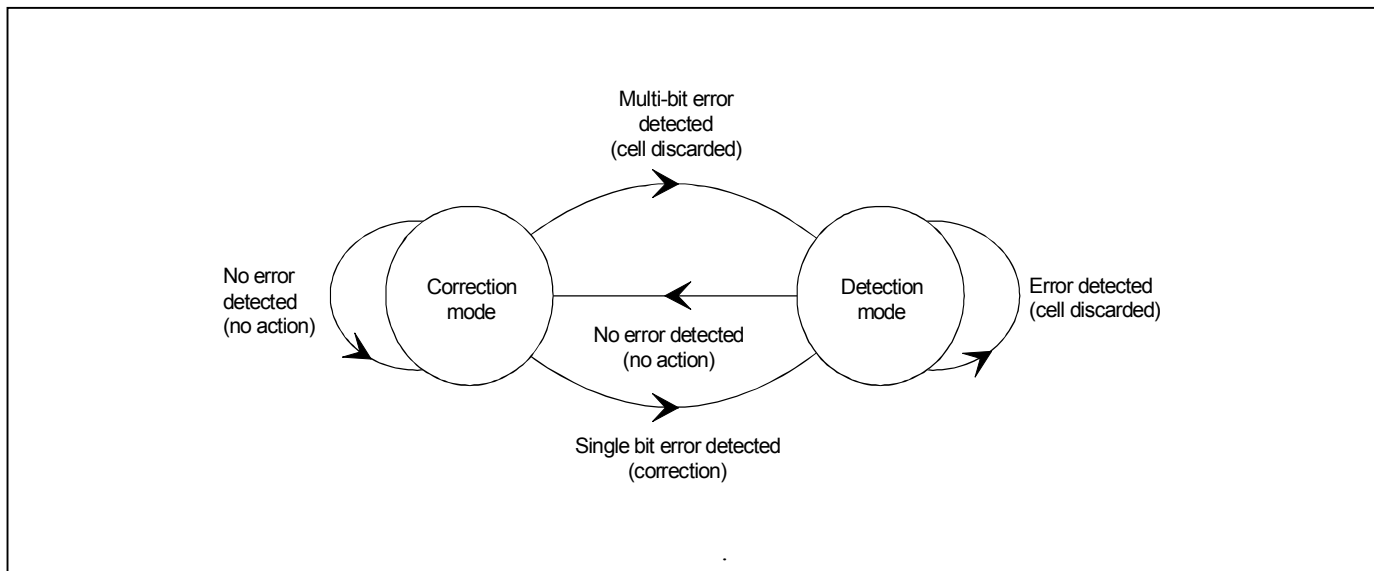 Multi-bit error
detected
(cell discarded)
No error
detected
(no action)
Correction
mode
Detection
mode
Error detected
(cell discarded)
No error detected
(no action)
Single bit error detected
(correction)
.